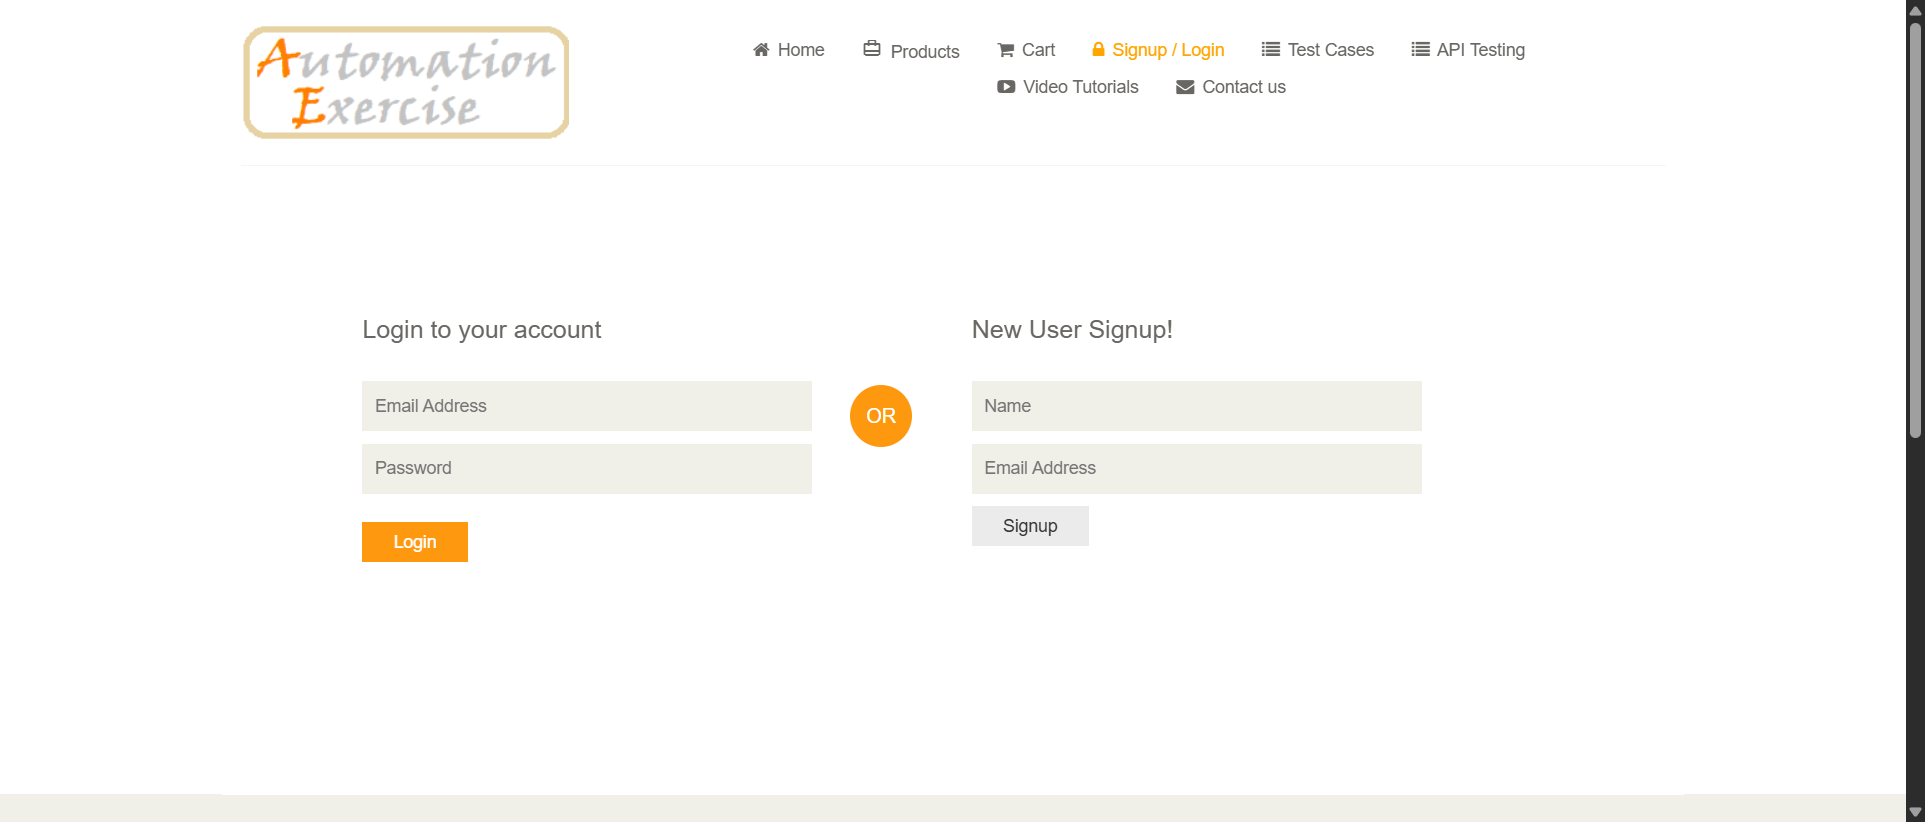 Automation
Exercise
Home
Products
Cart
Signup / Login
Test Cases
API Testing
Video Tutorials
Contact us
Login to your account
Email Address
Password
Login
OR
New User Signup!
Name
Email Address
Signup